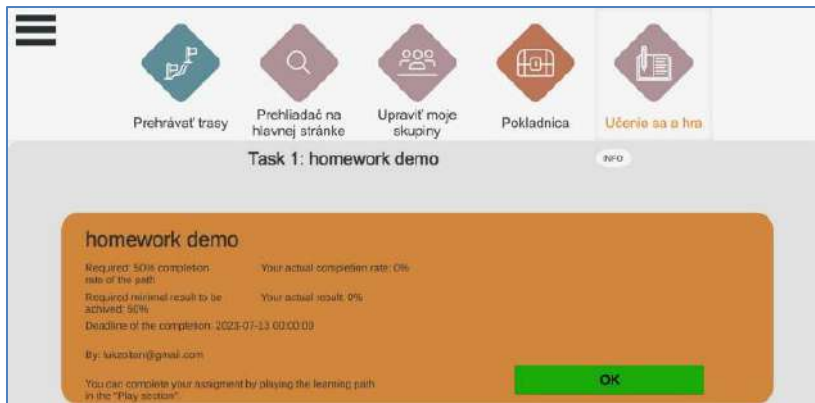 Prehrávať trasy
Prehliadač na
hlavnej stránke
Upraviť moje
skupiny
Pokladnica
Učenie sa a hra
Task 1: homework demo
INFO
homework demo
Required: 50% completion
rate of the path
Your actual completion rate: 0%
Required minimal result to be
achived: 50%
Your actual result: 0%
Deadline of the completion: 2023-07-13 00:00:00
By: @gmail.com
You can complete your assigment by playing the learning path
in the "Play section".
OK